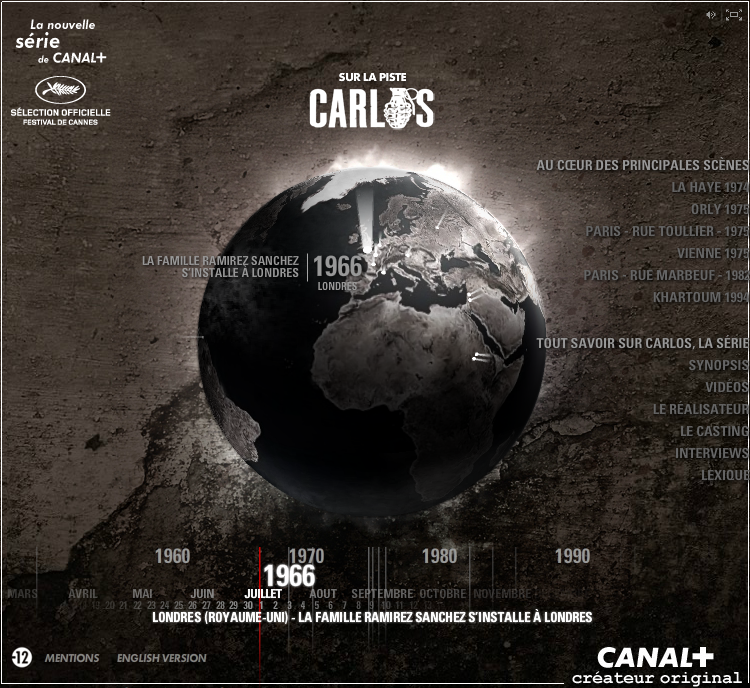 La nouvelle
série
de CANAL+
SÉLECTION OFFICIELLE
FESTIVAL DE CANNES
SUR LA PISTE
CARLOS
AU CŒUR DES PRINCIPALES SCÈNES
LA HAYE 1974
ORLY 1975
PARIS - RUE TOULLIER - 1975
VIENNE 1975
PARIS - RUE MARBEUF - 1982
KHARTOUM 1994
LA FAMILLE RAMIREZ SANCHEZ
S'INSTALLE À LONDRES
1966
LONDRES
TOUT SAVOIR SUR CARLOS, LA SÉRIE
SYNOPSIS
VIDÉOS
LE RÉALISATEUR
LE CASTING
INTERVIEWS
LEXIQUE
1960 1970 1980 1990
1966
MARS AVRIL MAI JUIN JUILLET AOUT SEPTEMBRE OCTOBRE NOVEMBRE
19 20 21 22 23 24 25 26 27 28 29 30 1 2 3 4 5 6 7 8 9 10 11 12
LONDRES (ROYAUME-UNI) - LA FAMILLE RAMIREZ SANCHEZ S'INSTALLE À LONDRES
-12 MENTIONS ENGLISH VERSION
CANAL+
créateur original